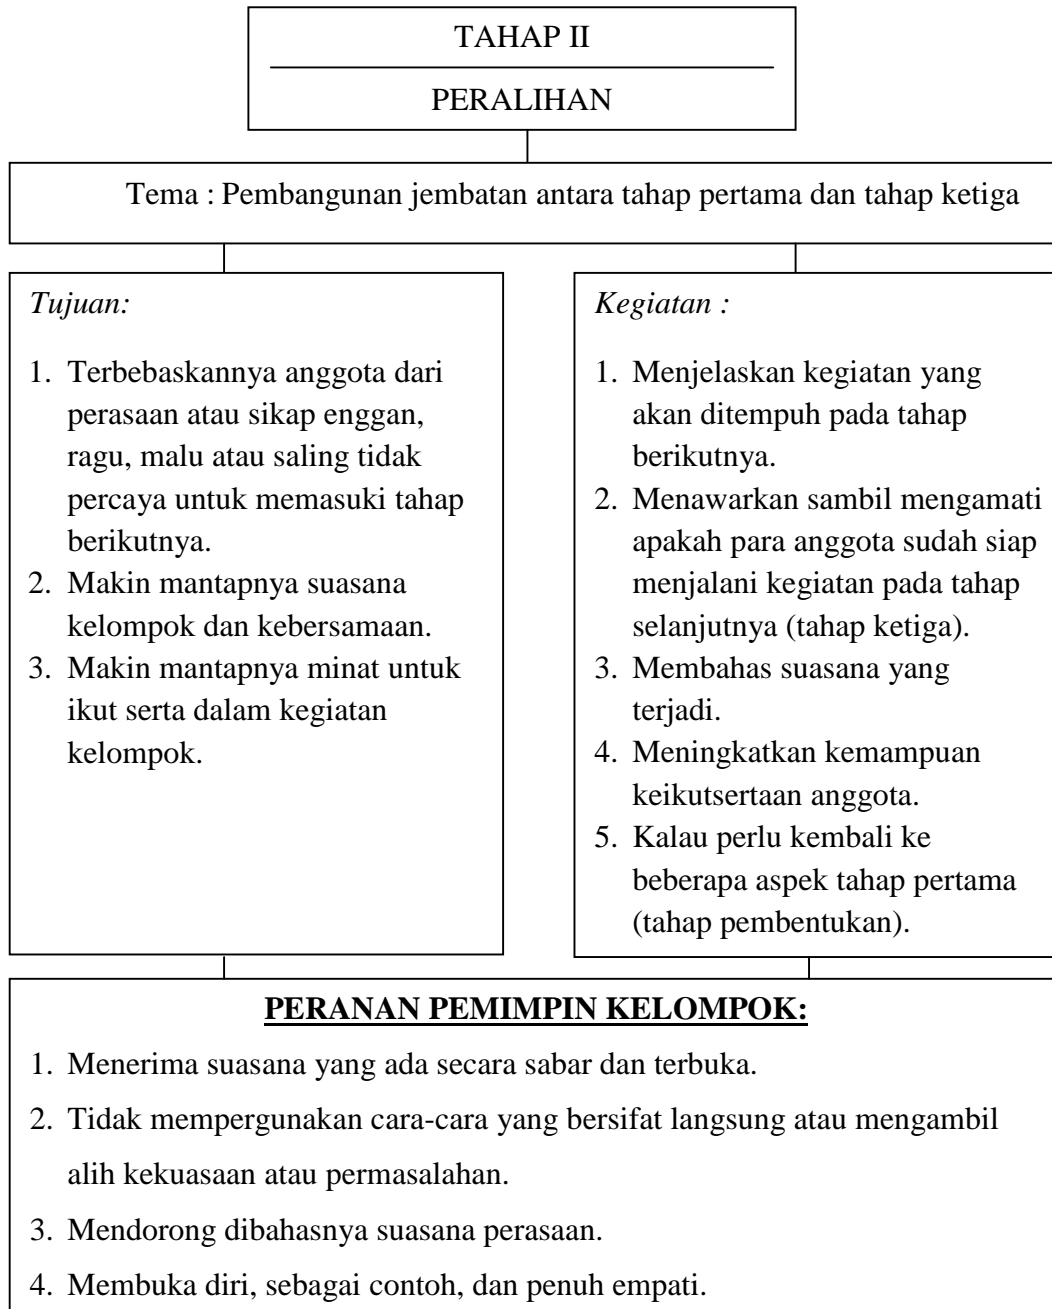 TAHAP II
PERALIHAN
Tema : Pembangunan jembatan antara tahap pertama dan tahap ketiga
Tujuan:
1. Terbebaskannya anggota dari
perasaan atau sikap enggan,
ragu, malu atau saling tidak
percaya untuk memasuki tahap
berikutnya.
2. Makin mantapnya suasana
kelompok dan kebersamaan.
3. Makin mantapnya minat untuk
ikut serta dalam kegiatan
kelompok.
Kegiatan :
1. Menjelaskan kegiatan yang
akan ditempuh pada tahap
berikutnya.
2. Menawarkan sambil mengamati
apakah para anggota sudah siap
menjalani kegiatan pada tahap
selanjutnya (tahap ketiga).
3. Membahas suasana yang
terjadi.
4. Meningkatkan kemampuan
keikutsertaan anggota.
5. Kalau perlu kembali ke
beberapa aspek tahap pertama
(tahap pembentukan).
PERANAN PEMIMPIN KELOMPOK:
1. Menerima suasana yang ada secara sabar dan terbuka.
2. Tidak mempergunakan cara-cara yang bersifat langsung atau mengambil
alih kekuasaan atau permasalahan.
3. Mendorong dibahasnya suasana perasaan.
4. Membuka diri, sebagai contoh, dan penuh empati.